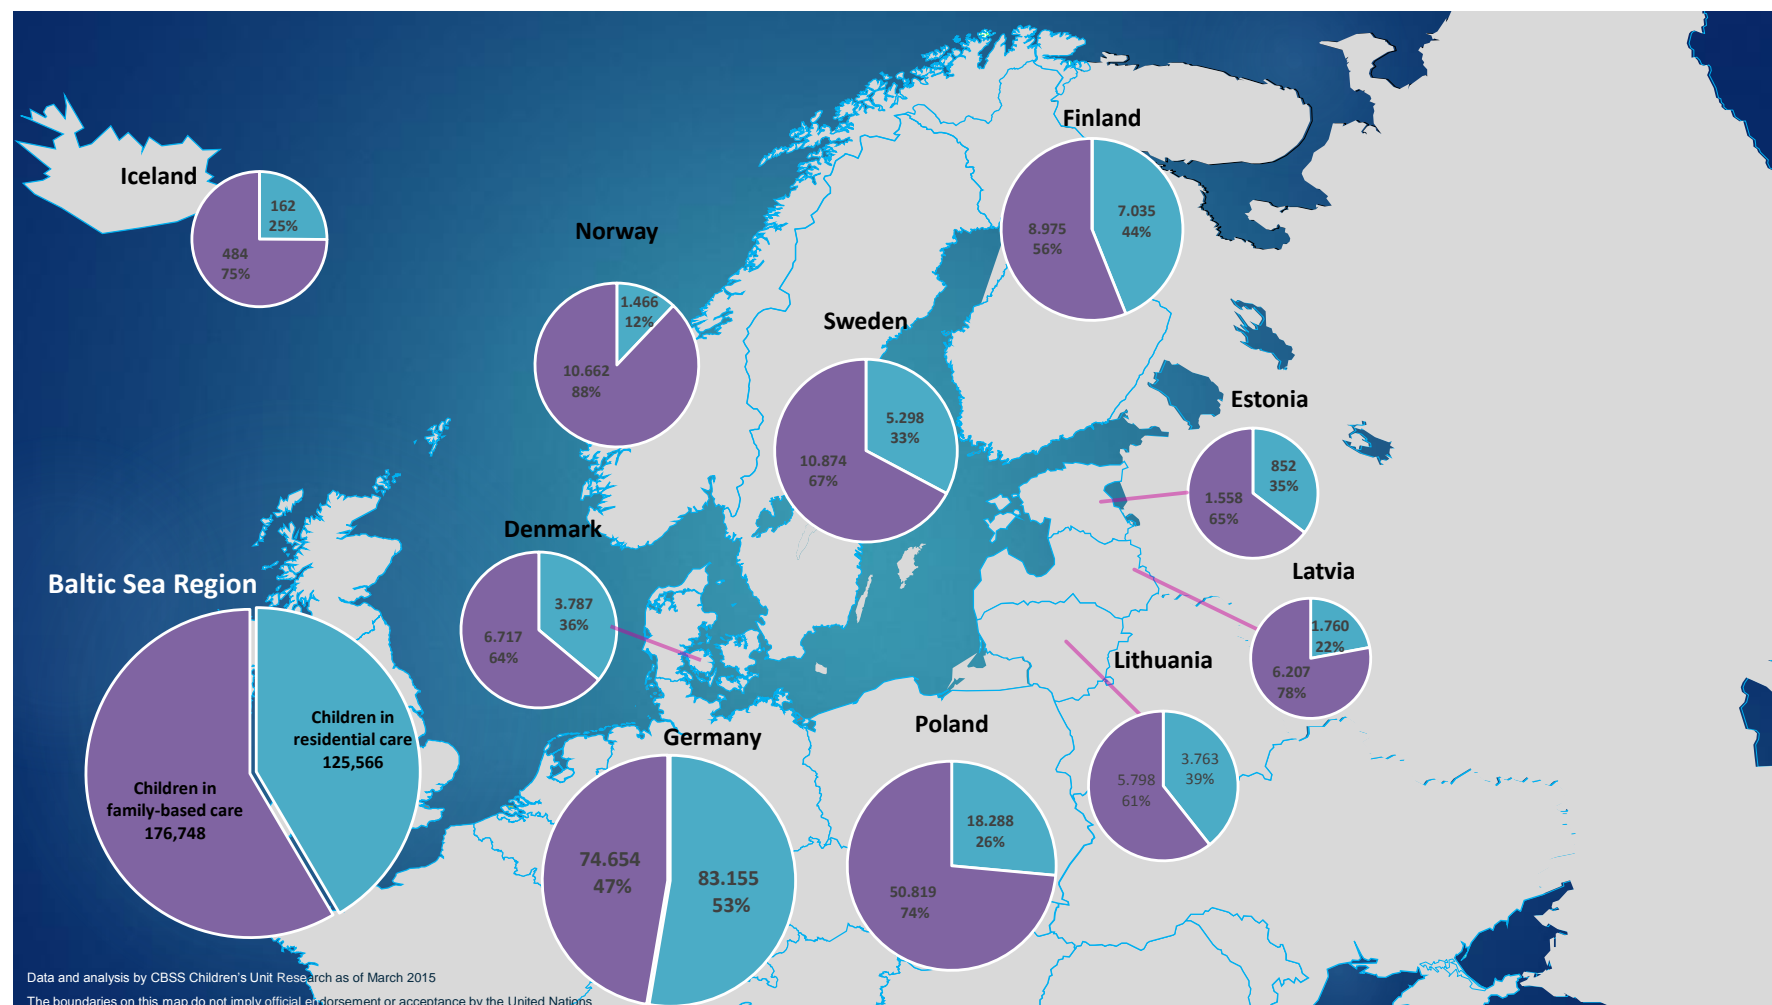 Finland
7.035
44%
8.975
56%
Iceland
162
25%
484
75%
Norway
1.466
12%
10.662
88%
Sweden
5.298
33%
10.874
67%
Estonia
852
35%
1.558
65%
Denmark
3.787
36%
6.717
64%
Latvia
1.760
22%
6.207
78%
Baltic Sea Region
Children in
residential care
125,566
Children in
family-based care
176,748
Lithuania
3.763
39%
5.798
61%
Germany
74.654
47%
83.155
53%
Poland
18.288
26%
50.819
74%
Data and analysis by CBSS Children's Unit Research as of March 2015
The boundaries on this map do not imply official endorsement or acceptance by the United Nations